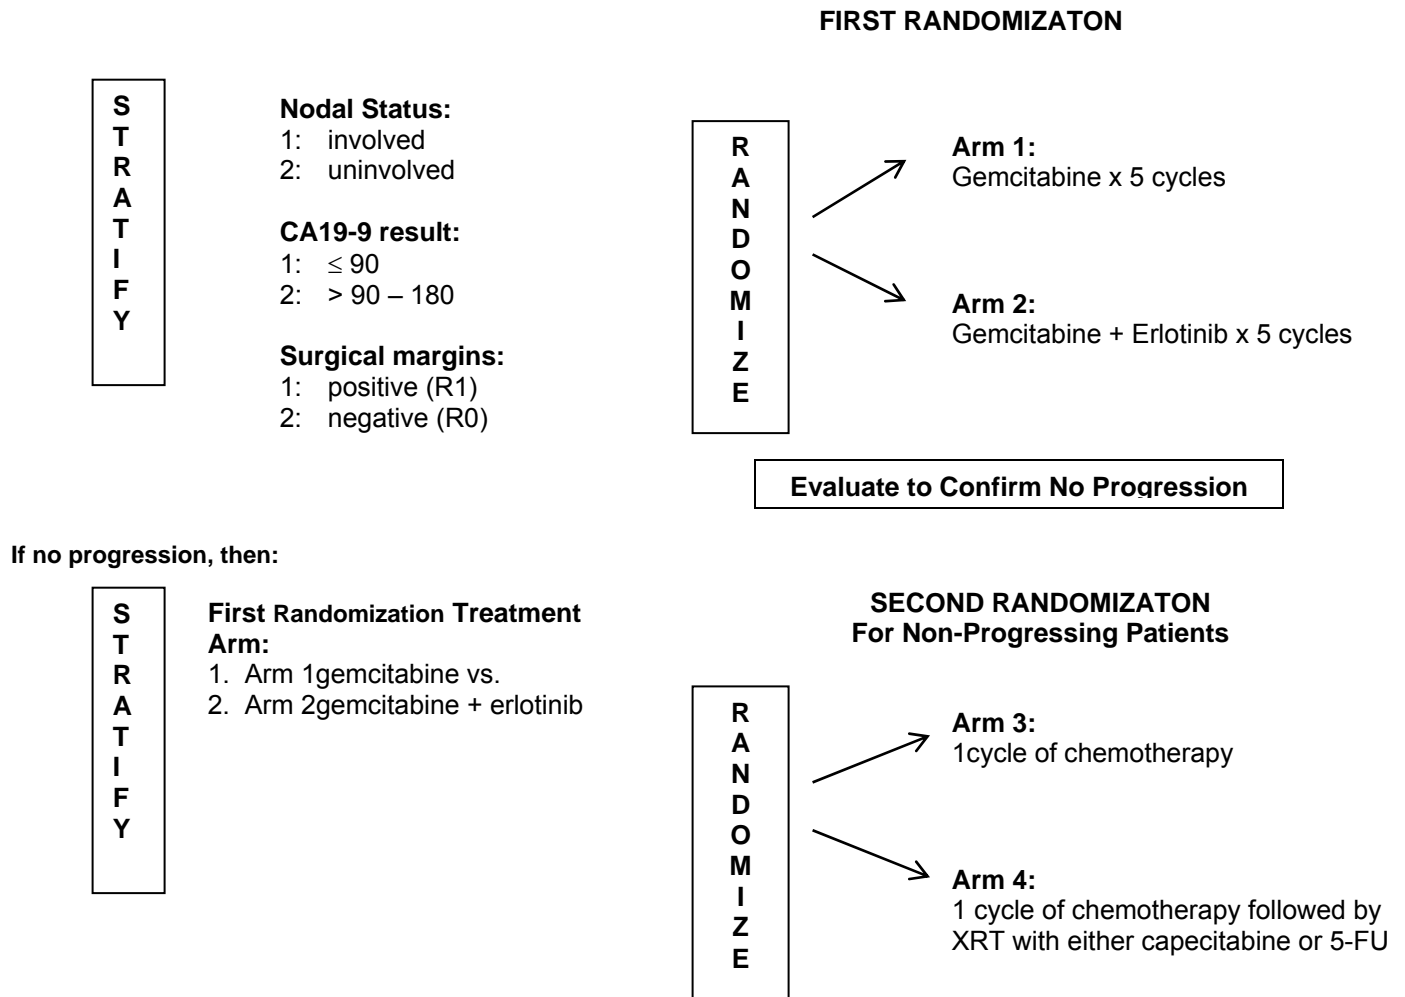 FIRST RANDOMIZATON
S
T
R
A
T
I
F
Y
Nodal Status:
1: involved
2: uninvolved
CA19-9 result:
1: ≤ 90
2: > 90 – 180
Surgical margins:
1: positive (R1)
2: negative (R0)
R
A
N
D
O
M
I
Z
E
Arm 1:
Gemcitabine x 5 cycles
Arm 2:
Gemcitabine + Erlotinib x 5 cycles
Evaluate to Confirm No Progression
If no progression, then:
S
T
R
A
T
I
F
Y
First Randomization Treatment
Arm:
1. Arm 1gemcitabine vs.
2. Arm 2gemcitabine + erlotinib
SECOND RANDOMIZATON
For Non-Progressing Patients
R
A
N
D
O
M
I
Z
E
Arm 3:
1cycle of chemotherapy
Arm 4:
1 cycle of chemotherapy followed by
XRT with either capecitabine or 5-FU